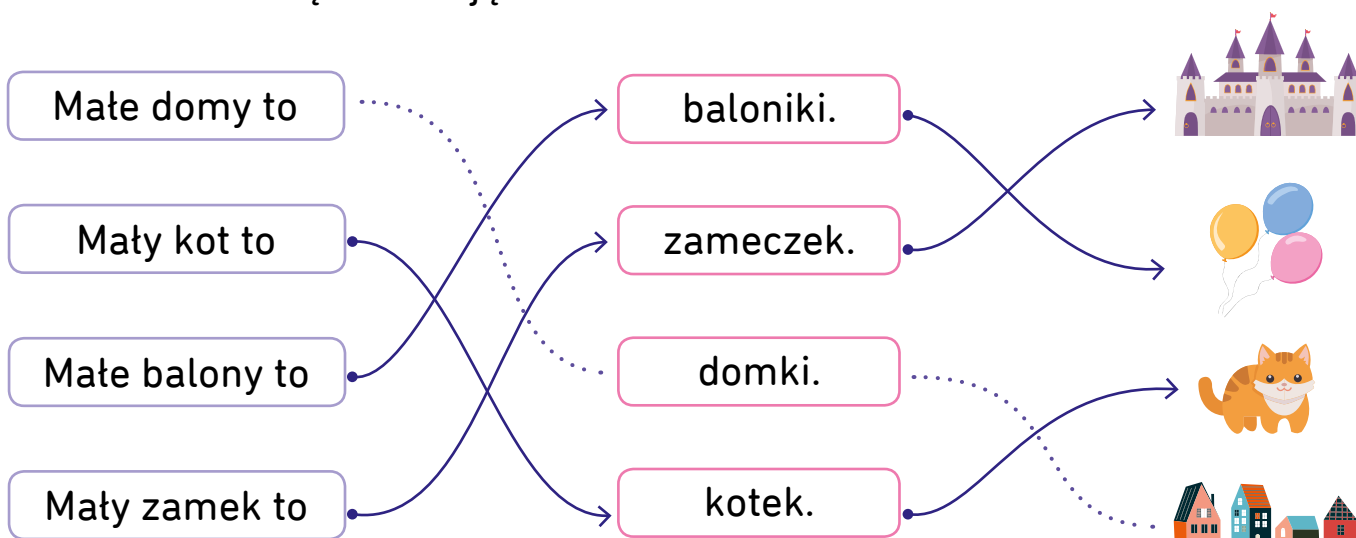 Małe domy to
baloniki.
Mały kot to
zameczek.
Małe balony to
domki.
Mały zamek to
kotek.